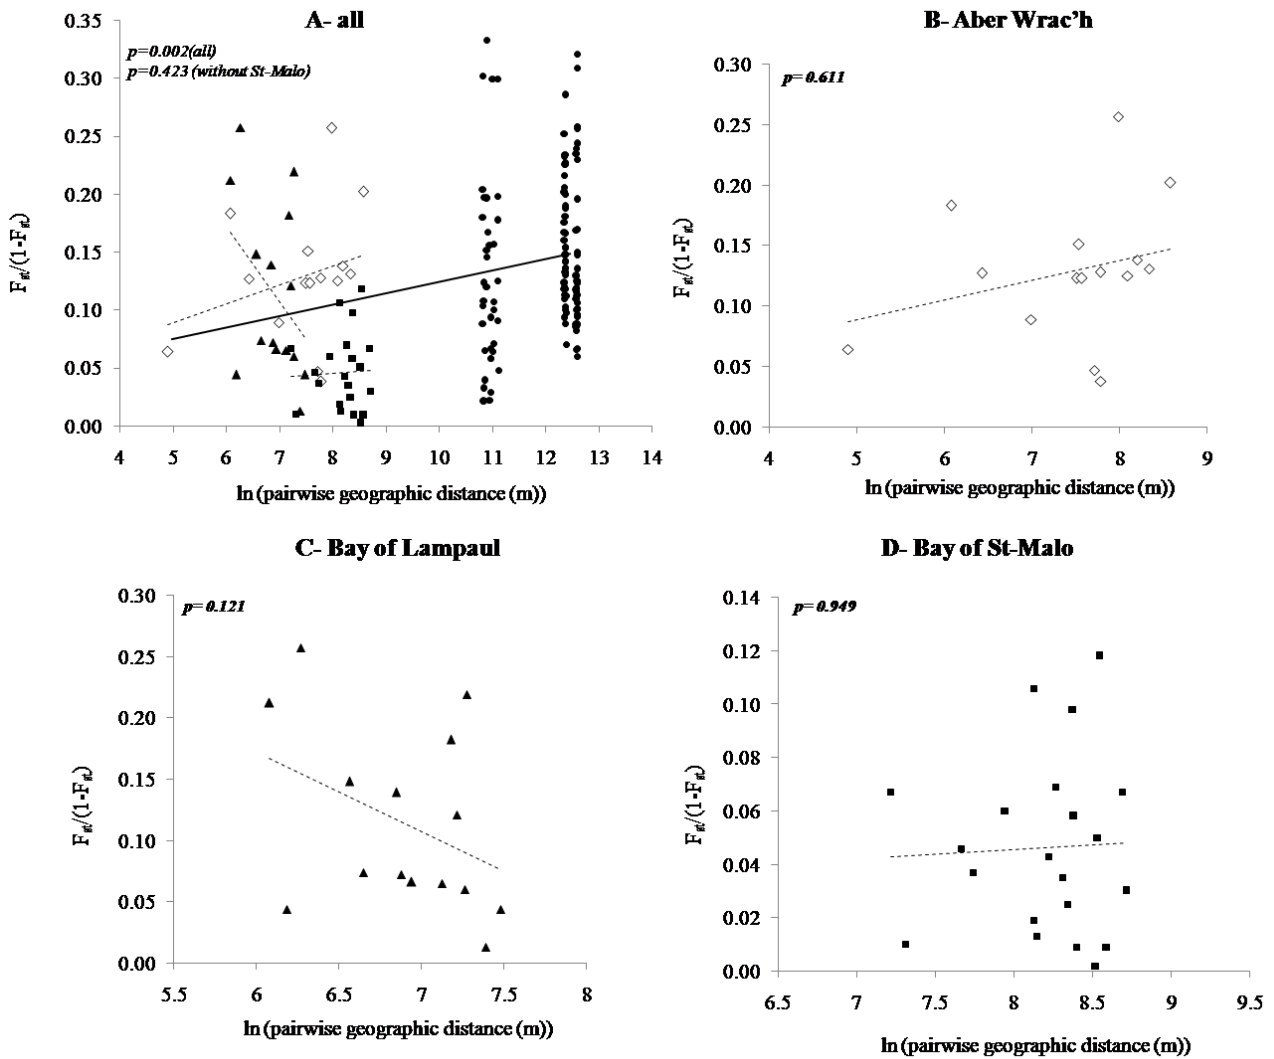 A- all
p=0.002(all)
p=0.423 (without St-Malo)
0.35
0.30
0.25
0.20
0.15
0.10
0.05
0.00
Fst/(1-Fst)
4 5 6 7 8 9 10 11 12 13 14
ln (pairwise geographic distance (m))
B- Aber Wrac’h
p=0.611
0.30
0.25
0.20
0.15
0.10
0.05
0.00
Fst/(1-Fst)
4 5 6 7 8 9
ln (pairwise geographic distance (m))
C- Bay of Lampaul
p=0.121
0.30
0.25
0.20
0.15
0.10
0.05
0.00
Fst/(1-Fst)
5.5 6 6.5 7 7.5 8
ln (pairwise geographic distance (m))
D- Bay of St-Malo
p=0.949
0.14
0.12
0.10
0.08
0.06
0.04
0.02
0.00
Fst/(1-Fst)
6.5 7 7.5 8 8.5 9 9.5
ln (pairwise geographic distance (m))